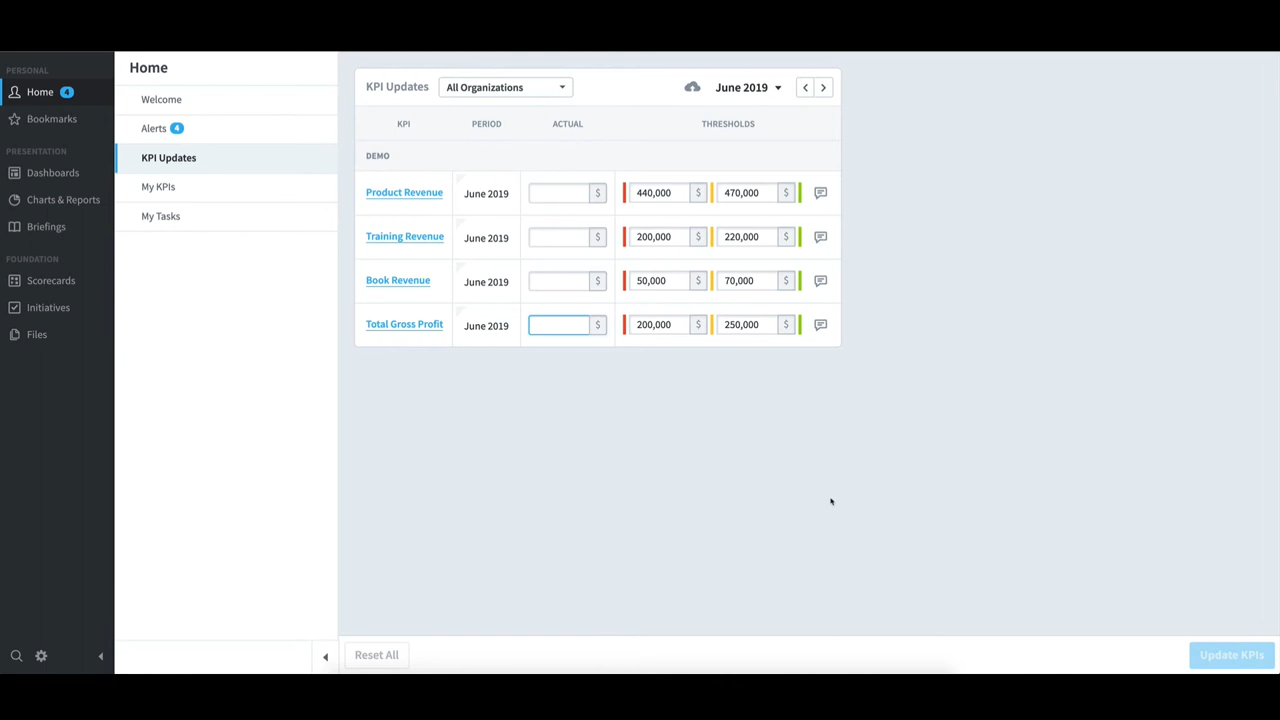 PERSONAL
Home 4
Bookmarks
PRESENTATION
Dashboards
Charts & Reports
Briefings
FOUNDATION
Scorecards
Initiatives
Files
Home
Welcome
Alerts 4
KPI Updates
My KPIs
My Tasks
KPI Updates All Organizations June 2019
KPI PERIOD ACTUAL THRESHOLDS
DEMO
Product Revenue June 2019 $ 440,000 $ 470,000 $
Training Revenue June 2019 $ 200,000 $ 220,000 $
Book Revenue June 2019 $ 50,000 $ 70,000 $
Total Gross Profit June 2019 $ 200,000 $ 250,000 $
Reset All Update KPIs